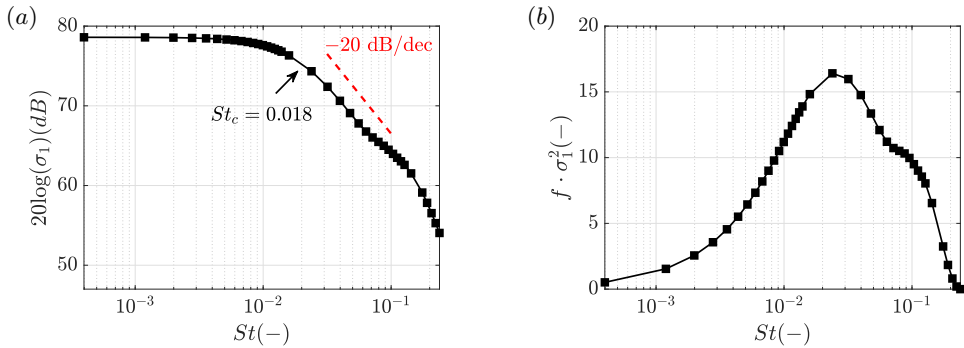 (a)
80
70
60
50
20log(σ₁)(dB)
−20 dB/dec
St_c = 0.018
10⁻³ 10⁻² 10⁻¹
St(−)
(b)
20
15
10
5
0
f · σ₁²(−)
10⁻³ 10⁻² 10⁻¹
St(−)